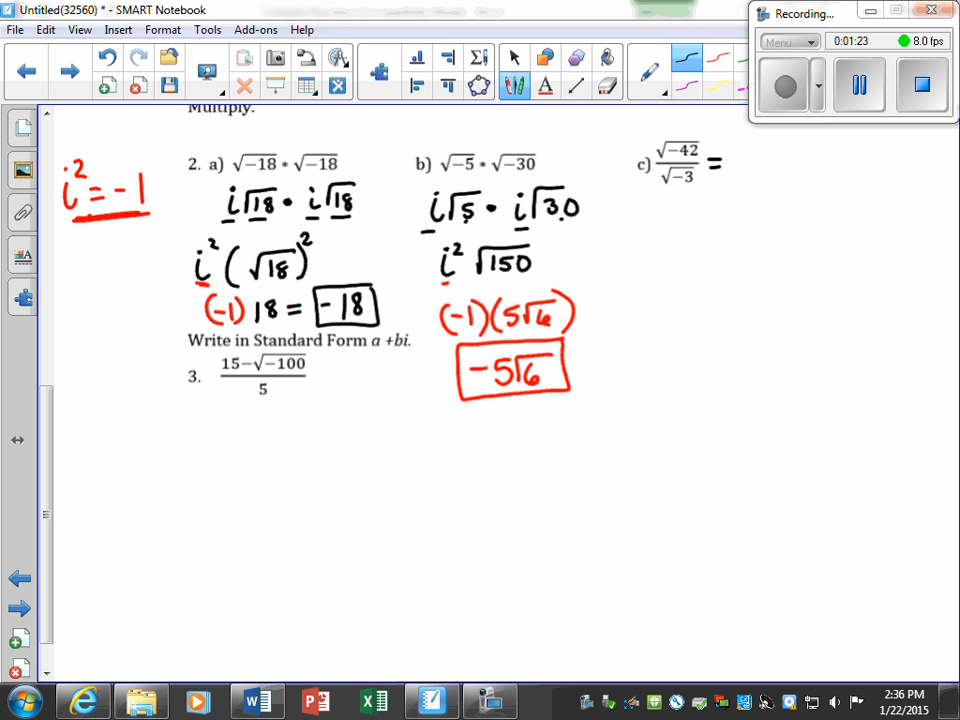 Untitled(32560) * - SMART Notebook
File Edit View Insert Format Tools Add-ons Help
Recording...
Menu
0:01:23
8.0 fps
Multiply.
i² = -1
2. a) √−18 * √−18
i√18 · i√18
i² (√18)²
(-1) 18 = -18
b) √−5 * √−30
i√5 · i√30
i² √150
(-1)(5√6)
-5√6
c) √−42 / √−3 =
Write in Standard Form a +bi.
3. 15−√−100 / 5
2:36 PM
1/22/2015